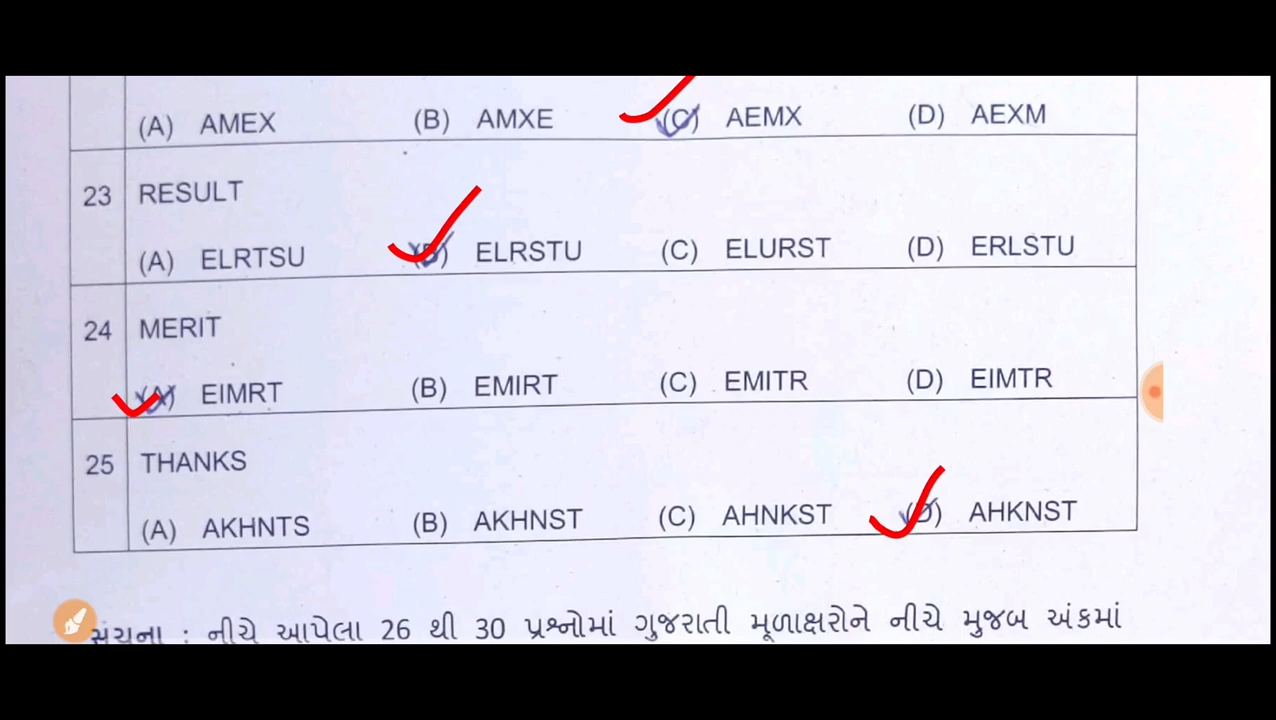 (A) AMEX (B) AMXE (C) AEMX (D) AEXM
23 RESULT
(A) ELRTSU (B) ELRSTU (C) ELURST (D) ERLSTU
24 MERIT
(A) EIMRT (B) EMIRT (C) EMITR (D) EIMTR
25 THANKS
(A) AKHNTS (B) AKHNST (C) AHNKST (D) AHKNST
સૂચના : નીચે આપેલા 26 થી 30 પ્રશ્નોમાં ગુજરાતી મૂળાક્ષરોને નીચે મુજબ અંકમાં